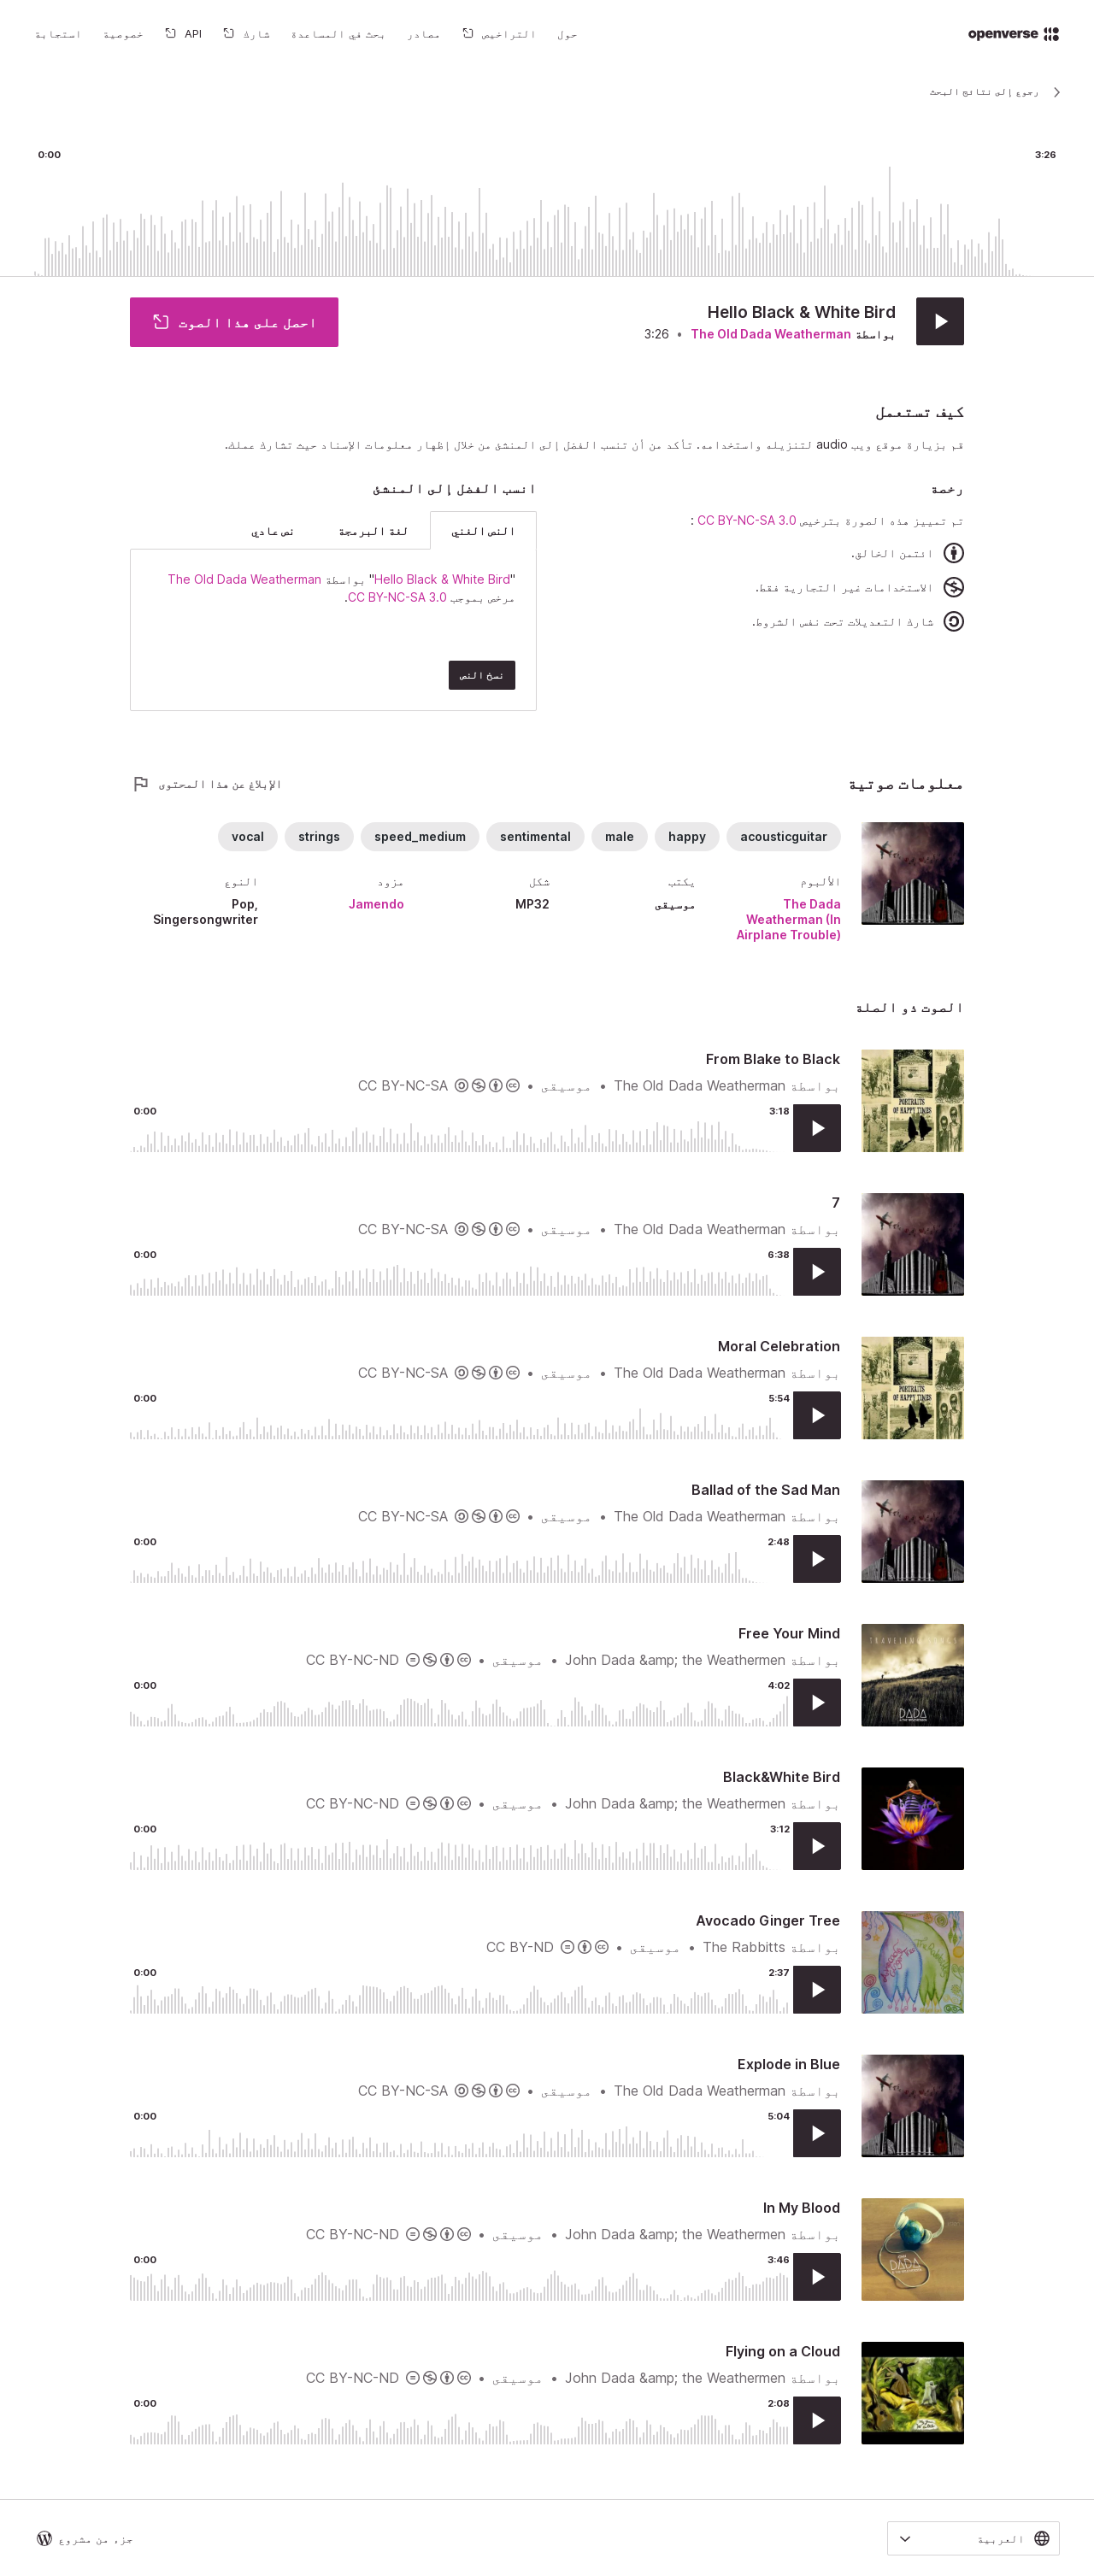 openverse
حول
التراخيص
مصادر
بحث في المساعدة
شارك
API
خصوصية
استجابة
رجوع إلى نتائج البحث
0:00 3:26
Hello Black & White Bird
بواسطة The Old Dada Weatherman • 3:26
احصل على هذا الصوت
كيف تستعمل
قم بزيارة موقع ويب audio لتنزيله واستخدامه. تأكد من أن تنسب الفضل إلى المنشئ من خلال إظهار معلومات الإسناد حيث تشارك عملك.
رخصة
تم تمييز هذه الصورة بترخيص CC BY-NC-SA 3.0 :
ائتمن الخالق.
الاستخدامات غير التجارية فقط.
شارك التعديلات تحت نفس الشروط.
انسب الفضل إلى المنشئ
النص الغني
لغة البرمجة
نص عادي
"Hello Black & White Bird" بواسطة The Old Dada Weatherman
مرخص بموجب CC BY-NC-SA 3.0.
نسخ النص
معلومات صوتية
الإبلاغ عن هذا المحتوى
acousticguitar
happy
male
sentimental
speed_medium
strings
vocal
الألبوم
The Dada
Weatherman (In
Airplane Trouble)
يكتب
موسيقى
شكل
MP32
مزود
Jamendo
النوع
Pop,
Singersongwriter
الصوت ذو الصلة
From Blake to Black
بواسطة The Old Dada Weatherman • موسيقى • CC BY-NC-SA
0:00 3:18
PORTRAITS
OF HAPPY TIMES
7
بواسطة The Old Dada Weatherman • موسيقى • CC BY-NC-SA
0:00 6:38
Moral Celebration
بواسطة The Old Dada Weatherman • موسيقى • CC BY-NC-SA
0:00 5:54
PORTRAITS
OF HAPPY TIMES
Ballad of the Sad Man
بواسطة The Old Dada Weatherman • موسيقى • CC BY-NC-SA
0:00 2:48
Free Your Mind
بواسطة John Dada &amp; the Weathermen • موسيقى • CC BY-NC-ND
0:00 4:02
DADA
Black&White Bird
بواسطة John Dada &amp; the Weathermen • موسيقى • CC BY-NC-ND
0:00 3:12
Avocado Ginger Tree
بواسطة The Rabbitts • موسيقى • CC BY-ND
0:00 2:37
Explode in Blue
بواسطة The Old Dada Weatherman • موسيقى • CC BY-NC-SA
0:00 5:04
In My Blood
بواسطة John Dada &amp; the Weathermen • موسيقى • CC BY-NC-ND
0:00 3:46
DADA
Flying on a Cloud
بواسطة John Dada &amp; the Weathermen • موسيقى • CC BY-NC-ND
0:00 2:08
العربية
جزء من مشروع